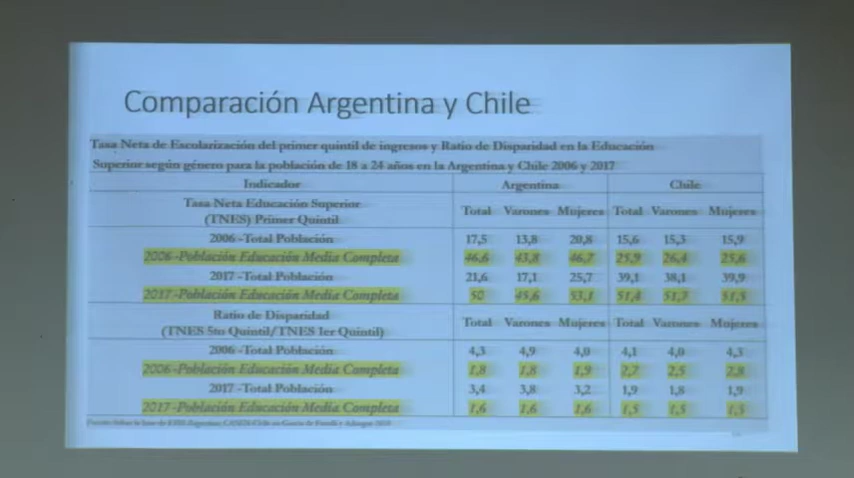 Comparación Argentina y Chile
Tasa Neta de Escolarización del primer quintil de ingresos y Ratio de Disparidad en la Educación
Superior según género para la población de 18 a 24 años en la Argentina y Chile 2006 y 2017
Indicador Argentina Chile
Tasa Neta Educación Superior
(TNES) Primer Quintil Total Varones Mujeres Total Varones Mujeres
2006 -Total Población 17,5 13,8 20,8 15,6 15,3 15,9
2006 -Población Educación Media Completa 46,6 43,8 46,7 25,9 26,4 25,6
2017 -Total Población 21,6 17,1 25,7 39,1 38,1 39,9
2017 -Población Educación Media Completa 50 45,6 53,1 51,4 51,7 51,5
Ratio de Disparidad
(TNES 5to Quintil/TNES 1er Quintil) Total Varones Mujeres Total Varones Mujeres
2006 -Total Población 4,3 4,9 4,0 4,1 4,0 4,3
2006 -Población Educación Media Completa 1,8 1,8 1,9 2,7 2,5 2,8
2017 -Total Población 3,4 3,8 3,2 1,9 1,8 1,9
2017 -Población Educación Media Completa 1,6 1,6 1,6 1,5 1,5 1,5